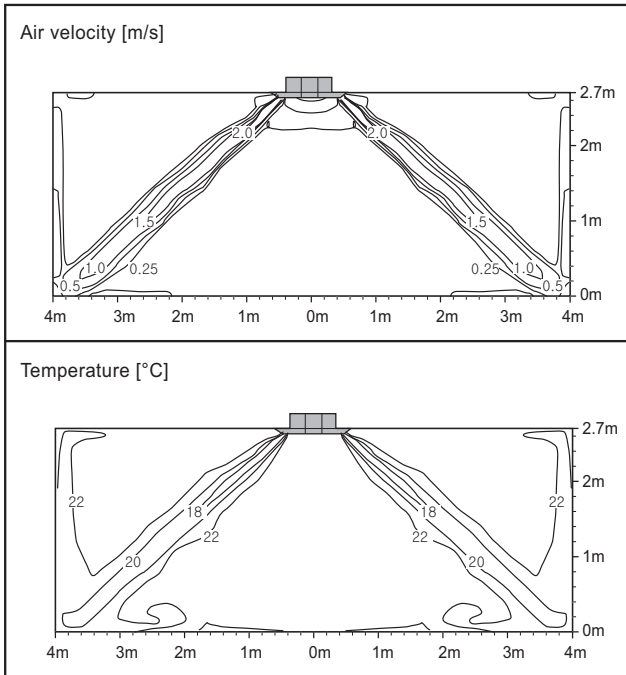 Air velocity [m/s]
2.7m
2.0 2.0
2m
1.5 1.5
1m
1.0 0.25 0.25 1.0
0.5 0.5
0m
4m 3m 2m 1m 0m 1m 2m 3m 4m
Temperature [°C]
2.7m
2m
22 22
18 18
22 22
1m
20 20
0m
4m 3m 2m 1m 0m 1m 2m 3m 4m